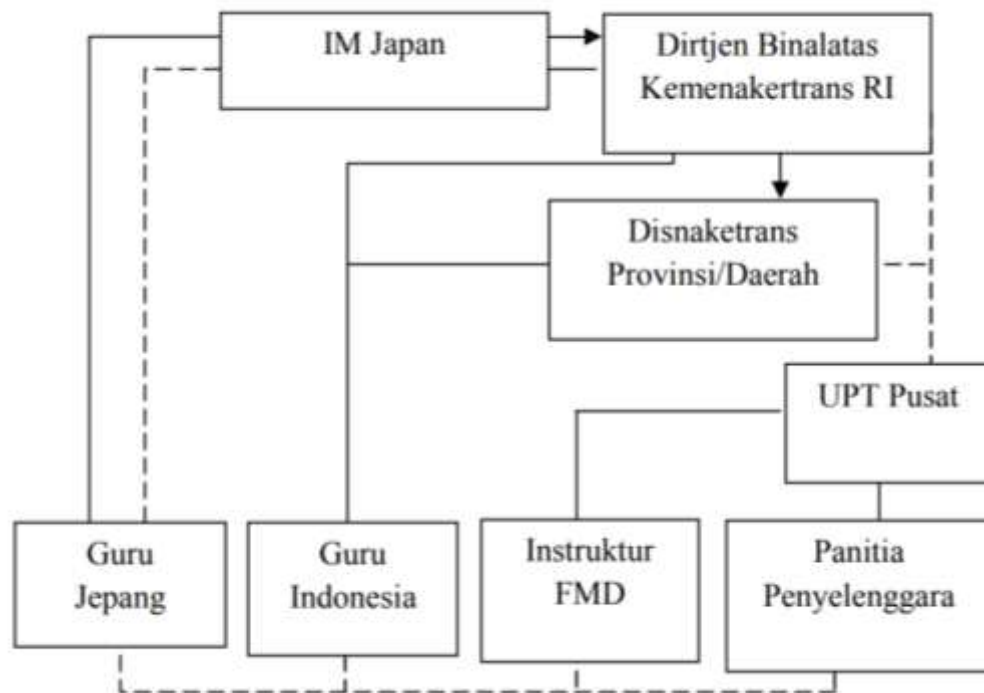 IM Japan
Dirtjen Binalatas
Kemenakertrans RI
Disnaketrans
Provinsi/Daerah
UPT Pusat
Guru
Jepang
Guru
Indonesia
Instruktur
FMD
Panitia
Penyelenggara